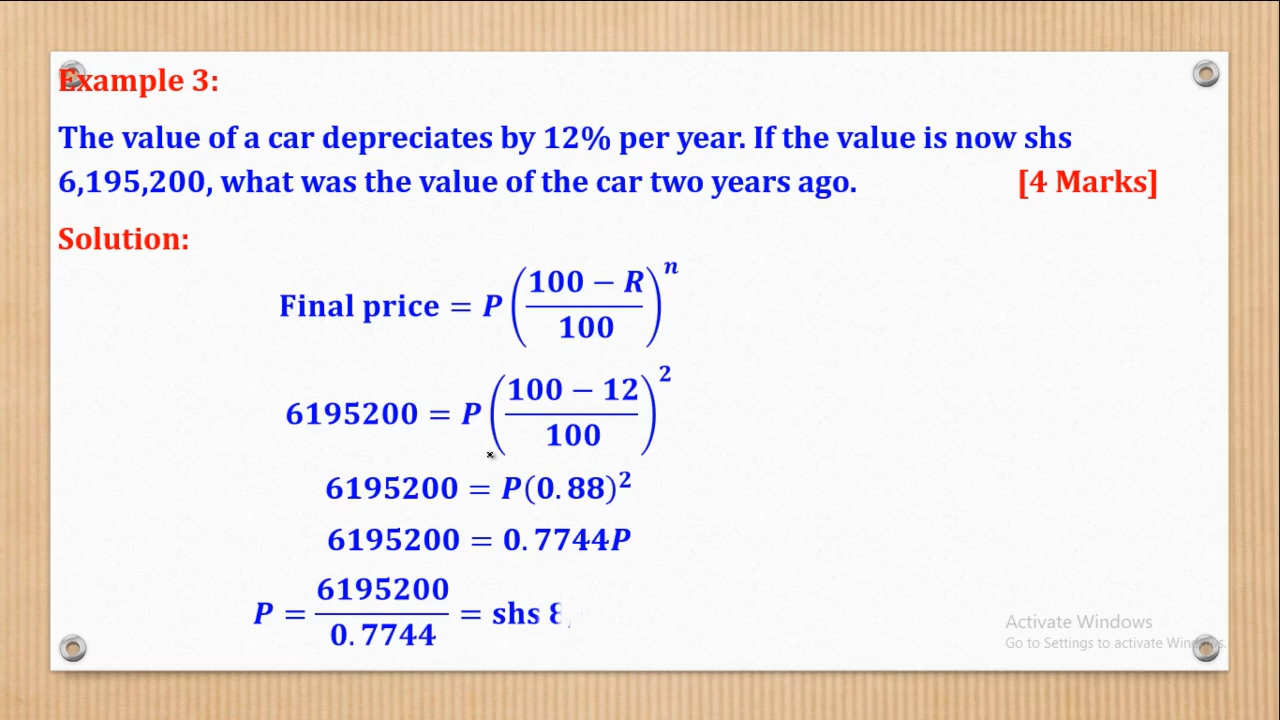 Example 3:
The value of a car depreciates by 12% per year. If the value is now shs
6,195,200, what was the value of the car two years ago. [4 Marks]
Solution:
Final price = P((100 − R)/100)^n
6195200 = P((100 − 12)/100)^2
6195200 = P(0.88)^2
6195200 = 0.7744P
P = 6195200/0.7744 = shs
Activate Windows
Go to Settings to activate Windows.